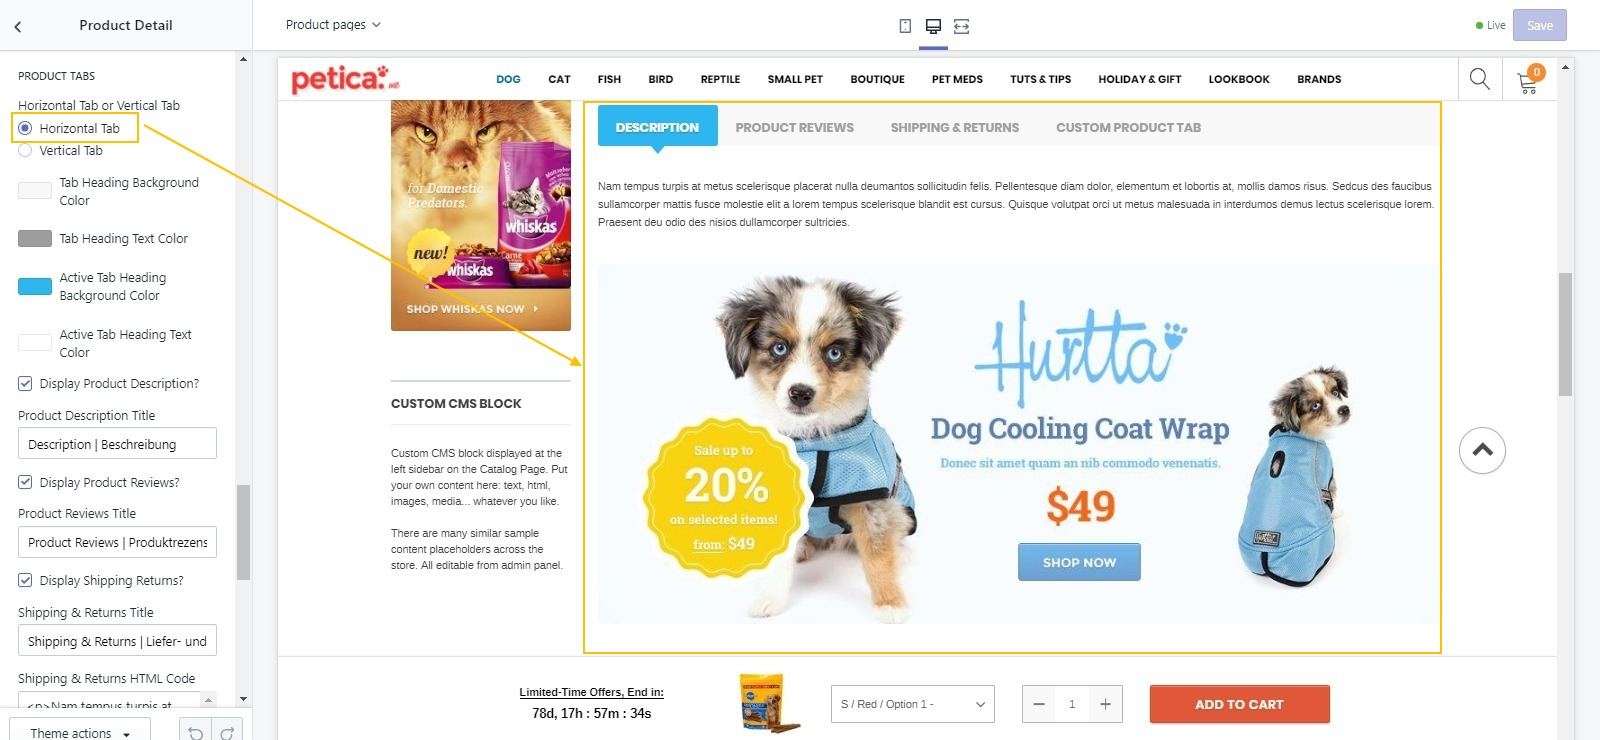 Product Detail
Product pages
Live
Save
PRODUCT TABS
Horizontal Tab or Vertical Tab
Horizontal Tab
Vertical Tab
Tab Heading Background
Color
Tab Heading Text Color
Active Tab Heading
Background Color
Active Tab Heading Text
Color
Display Product Description?
Product Description Title
Description | Beschreibung
Display Product Reviews?
Product Reviews Title
Product Reviews | Produktrezens
Display Shipping Returns?
Shipping & Returns Title
Shipping & Returns | Liefer- und
Shipping & Returns HTML Code
<p>Nam tempus turpis at
Theme actions
petica.
DOG CAT FISH BIRD REPTILE SMALL PET BOUTIQUE PET MEDS TUTS & TIPS HOLIDAY & GIFT LOOKBOOK BRANDS
0
for Domestic
Predators.
new!
whiskas
Carne
whiskas
SHOP WHISKAS NOW
CUSTOM CMS BLOCK
Custom CMS block displayed at the
left sidebar on the Catalog Page. Put
your own content here: text, html,
images, media... whatever you like.
There are many similar sample
content placeholders across the
store. All editable from admin panel.
DESCRIPTION PRODUCT REVIEWS SHIPPING & RETURNS CUSTOM PRODUCT TAB
Nam tempus turpis at metus scelerisque placerat nulla deumantos sollicitudin felis. Pellentesque diam dolor, elementum et lobortis at, mollis damos risus. Sedcus des faucibus
sullamcorper mattis fusce molestie elit a lorem tempus scelerisque blandit est cursus. Quisque volutpat orci ut metus malesuada in interdumos demus lectus scelerisque lorem.
Praesent deu odio des nisios dullamcorper sultricies.
Sale up to
20%
on selected items!
from: $49
Hurtta
Dog Cooling Coat Wrap
Donec sit amet quam an nib commodo venenatis.
$49
SHOP NOW
Limited-Time Offers, End in:
78d, 17h : 57m : 34s
S / Red / Option 1 -
1
ADD TO CART